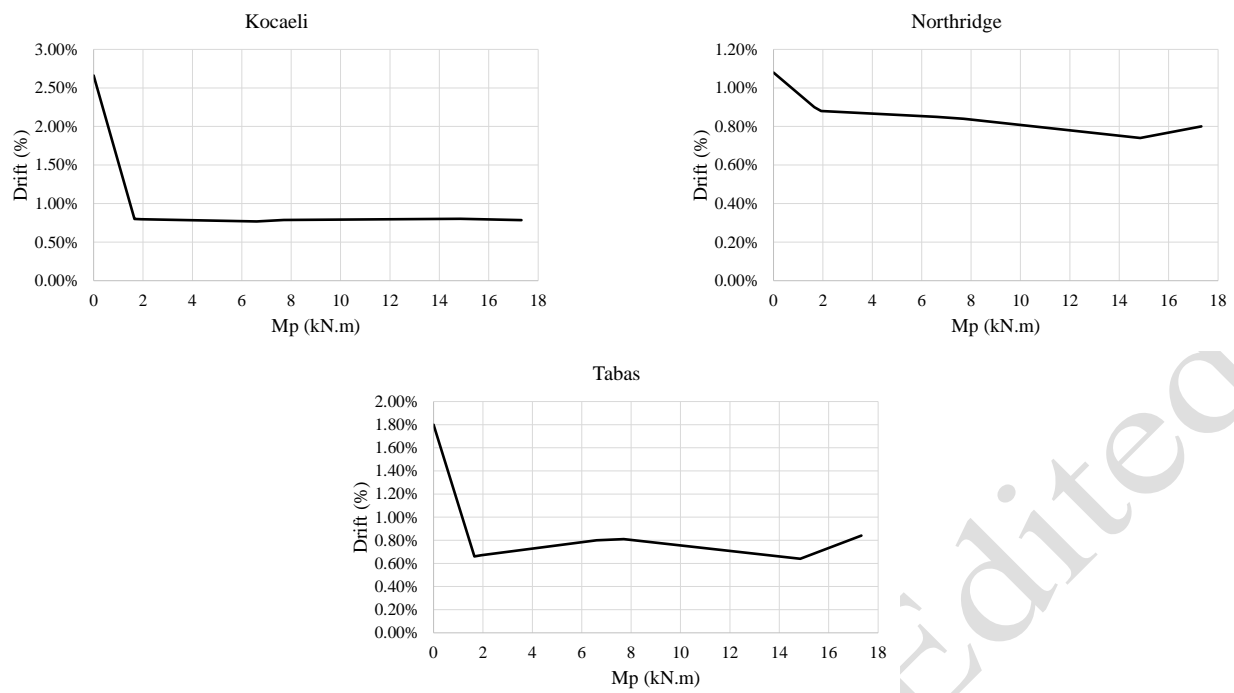 Kocaeli
3.00%
2.50%
2.00%
1.50%
1.00%
0.50%
0.00%
Drift (%)
0 2 4 6 8 10 12 14 16 18
Mp (kN.m)
Northridge
1.20%
1.00%
0.80%
0.60%
0.40%
0.20%
0.00%
Drift (%)
0 2 4 6 8 10 12 14 16 18
Mp (kN.m)
Tabas
2.00%
1.80%
1.60%
1.40%
1.20%
1.00%
0.80%
0.60%
0.40%
0.20%
0.00%
Drift (%)
0 2 4 6 8 10 12 14 16 18
Mp (kN.m)
Edited